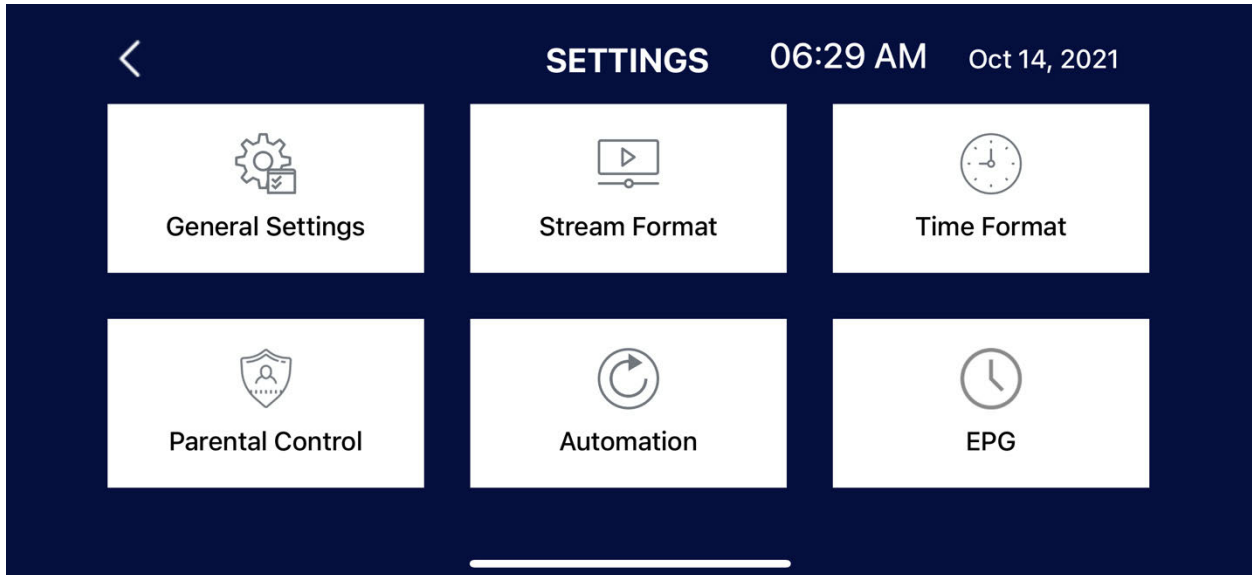 SETTINGS 06:29 AM Oct 14, 2021
General Settings
Stream Format
Time Format
Parental Control
Automation
EPG